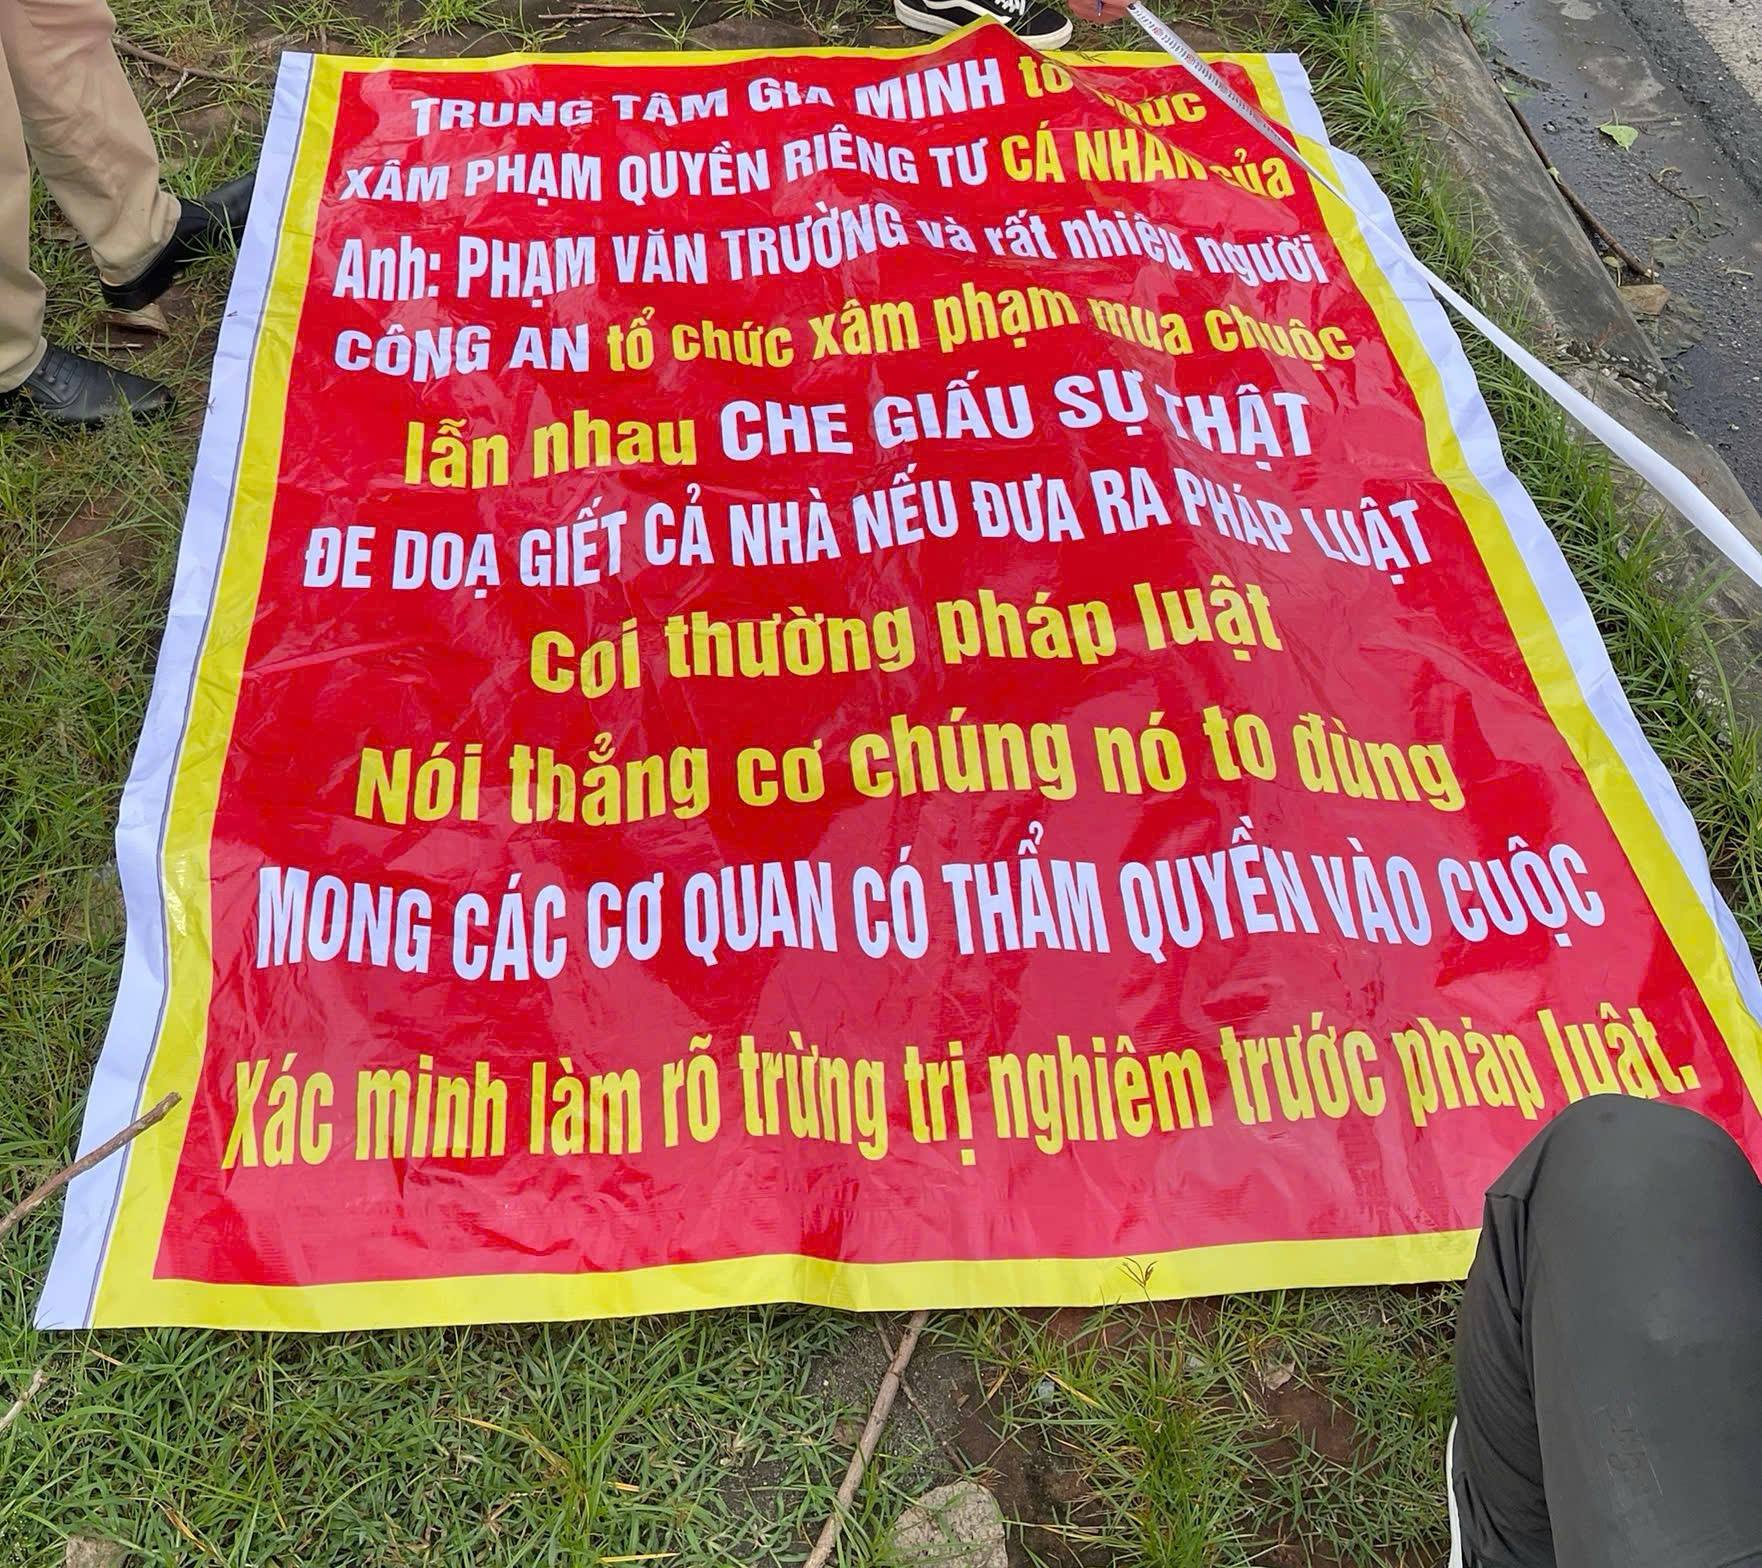 TRUNG TÂM GIA MINH tổ chức
XÂM PHẠM QUYỀN RIÊNG TƯ CÁ NHÂN của
Anh: PHẠM VĂN TRƯỜNG và rất nhiều người
CÔNG AN tổ chức xâm phạm mua chuộc
lẫn nhau CHE GIẤU SỰ THẬT
ĐE DOẠ GIẾT CẢ NHÀ NẾU ĐƯA RA PHÁP LUẬT
Cọi thường pháp luật
Nói thẳng cơ chúng nó to đùng
MONG CÁC CƠ QUAN CÓ THẨM QUYỀN VÀO CUỘC
Xác minh làm rõ trừng trị nghiêm trước pháp luật.